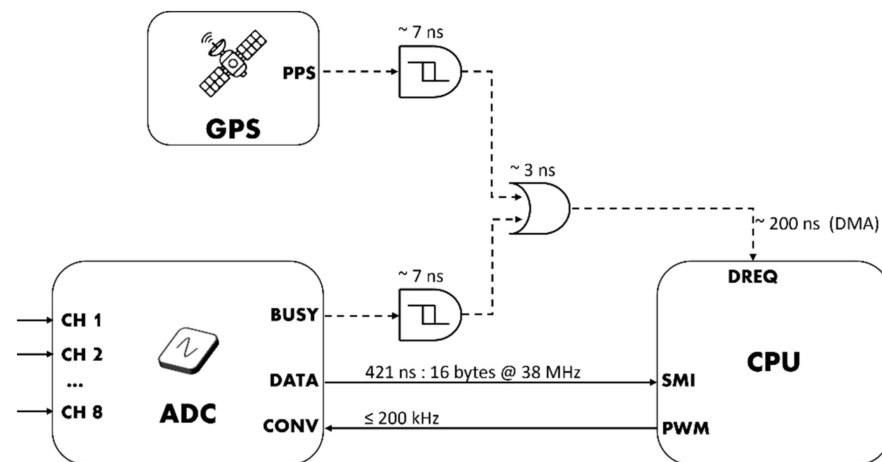 ~ 7 ns
PPS
GPS
~ 3 ns
~ 200 ns (DMA)
~ 7 ns
DREQ
CH 1
CH 2
...
CH 8
BUSY
DATA
CONV
ADC
421 ns : 16 bytes @ 38 MHz
≤ 200 kHz
CPU
SMI
PWM